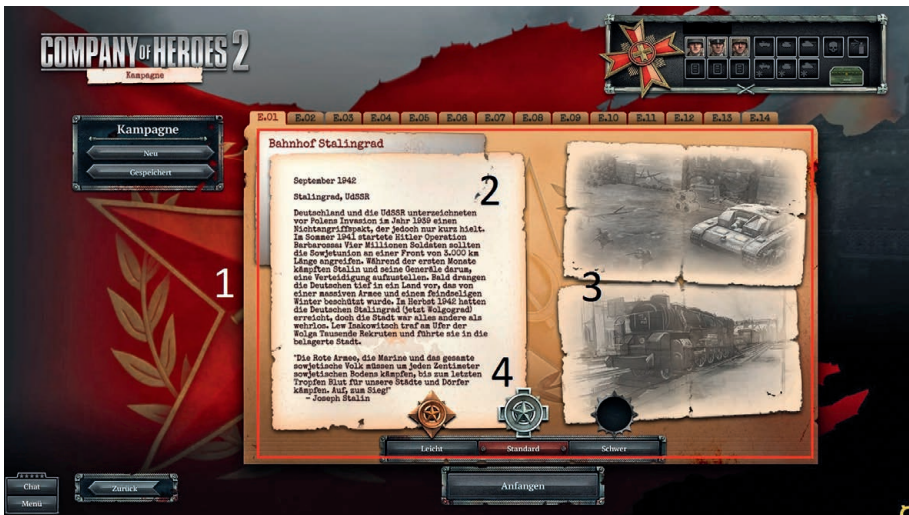 COMPANY OF HEROES 2
Kampagne
Kampagne
Neu
Gespeichert
E.01 E.02 E.03 E.04 E.05 E.06 E.07 E.08 E.09 E.10 E.11 E.12 E.13 E.14
Bahnhof Stalingrad
September 1942
Stalingrad, UdSSR
Deutschland und die UdSSR unterzeichneten
vor Polens Invasion im Jahr 1939 einen
Nichtangriffspakt, der jedoch nur kurz hielt.
Im Sommer 1941 startete Hitler Operation
Barbarossa Vier Millionen Soldaten sollten
die Sowjetunion an einer Front von 3.000 km
Länge angreifen. Während der ersten Monate
kämpften Stalin und seine Generäle darum,
eine Verteidigung aufzustellen. Bald drangen
die Deutschen tief in ein Land vor, das von
einer massiven Armee und einem feindseligen
Winter beschützt wurde. Im Herbst 1942 hatten
die Deutschen Stalingrad (jetzt Wolgograd)
erreicht, doch die Stadt war alles andere als
wehrlos. Lew Isakowitsch traf am Ufer der
Wolga Tausende Rekruten und führte sie in die
belagerte Stadt.
"Die Rote Armee, die Marine und das gesamte
sowjetische Volk müssen um jeden Zentimeter
sowjetischen Bodens kämpfen, bis zum letzten
Tropfen Blut für unsere Städte und Dörfer
kämpfen. Auf, zum Sieg!"
- Joseph Stalin
1
2
3
4
Leicht Standard Schwer
Anfangen
Chat
Menü
Zurück